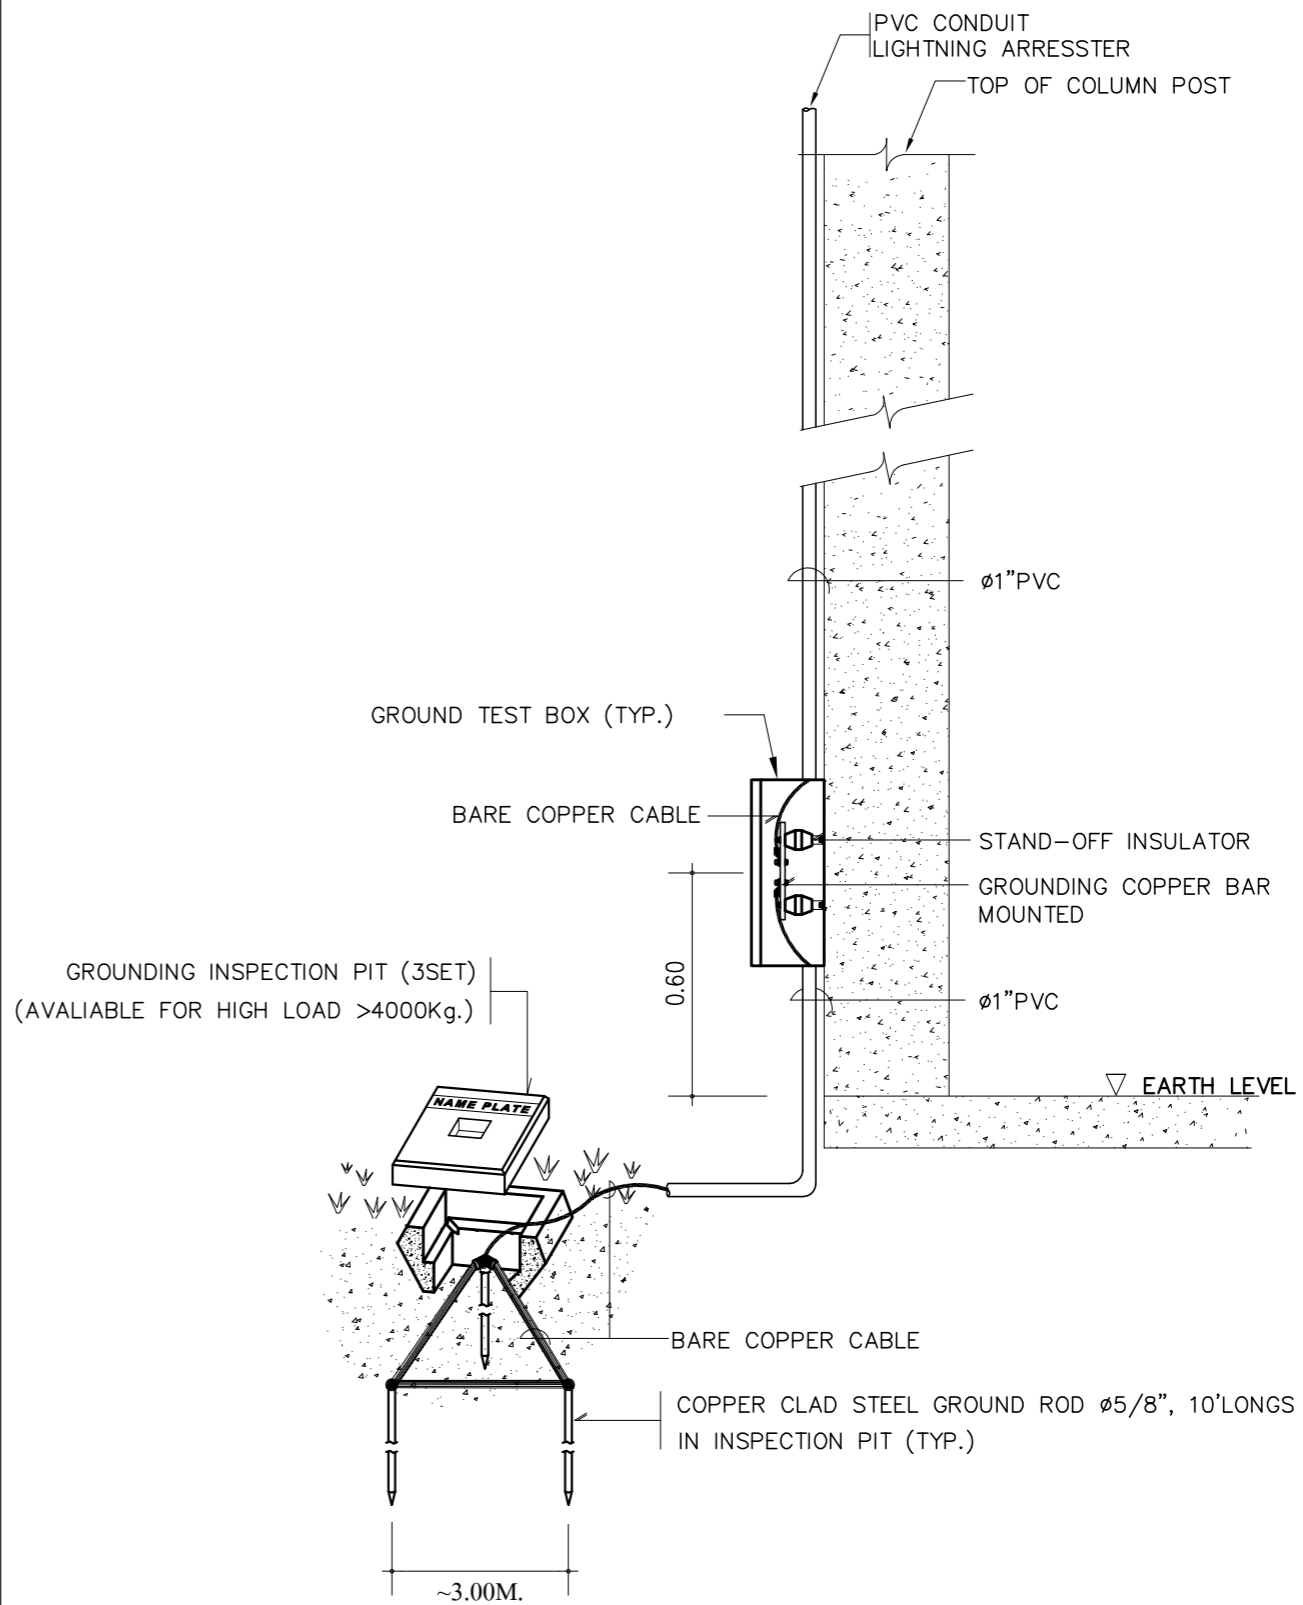 PVC CONDUIT
LIGHTNING ARRESSTER
TOP OF COLUMN POST
ø1"PVC
GROUND TEST BOX (TYP.)
BARE COPPER CABLE
STAND-OFF INSULATOR
GROUNDING COPPER BAR
MOUNTED
0.60
GROUNDING INSPECTION PIT (3SET)
(AVALIABLE FOR HIGH LOAD >4000Kg.)
ø1"PVC
EARTH LEVEL
NAME PLATE
BARE COPPER CABLE
COPPER CLAD STEEL GROUND ROD ø5/8", 10'LONGS
IN INSPECTION PIT (TYP.)
~3.00M.